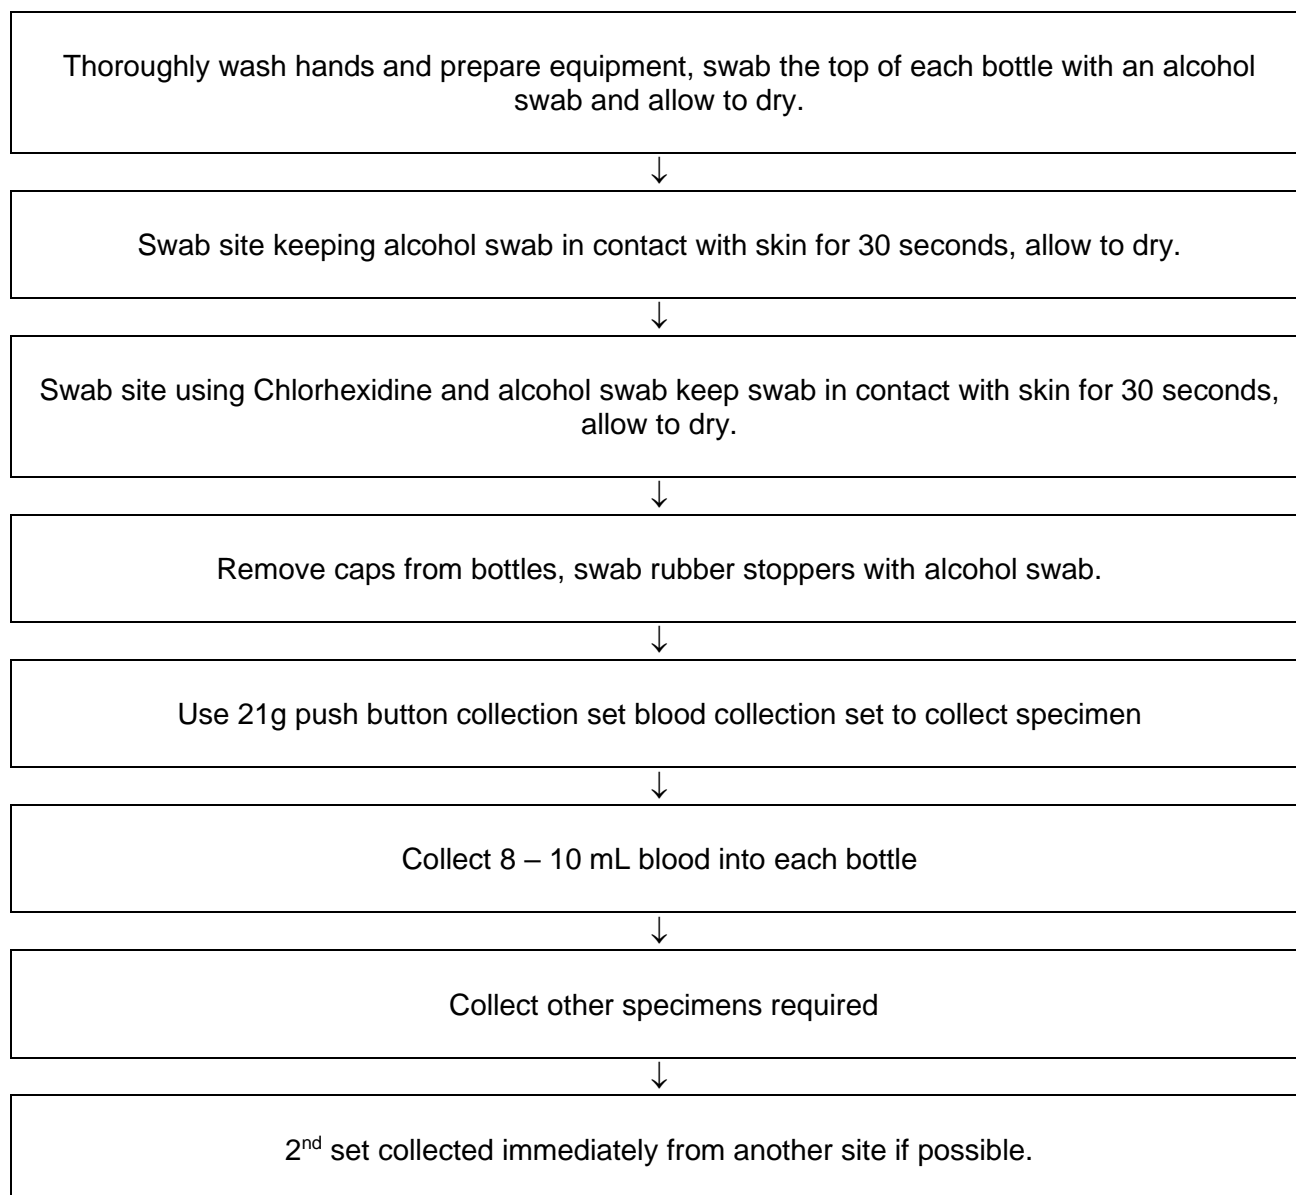 Thoroughly wash hands and prepare equipment, swab the top of each bottle with an alcohol
swab and allow to dry.
↓
Swab site keeping alcohol swab in contact with skin for 30 seconds, allow to dry.
↓
Swab site using Chlorhexidine and alcohol swab keep swab in contact with skin for 30 seconds,
allow to dry.
↓
Remove caps from bottles, swab rubber stoppers with alcohol swab.
↓
Use 21g push button collection set blood collection set to collect specimen
↓
Collect 8 – 10 mL blood into each bottle
↓
Collect other specimens required
↓
2nd set collected immediately from another site if possible.